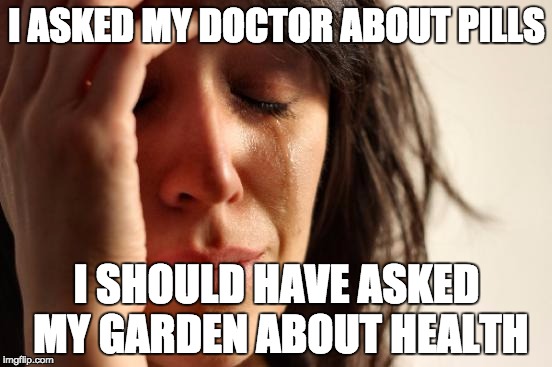 I ASKED MY DOCTOR ABOUT PILLS
I SHOULD HAVE ASKED
MY GARDEN ABOUT HEALTH
imgflip.com